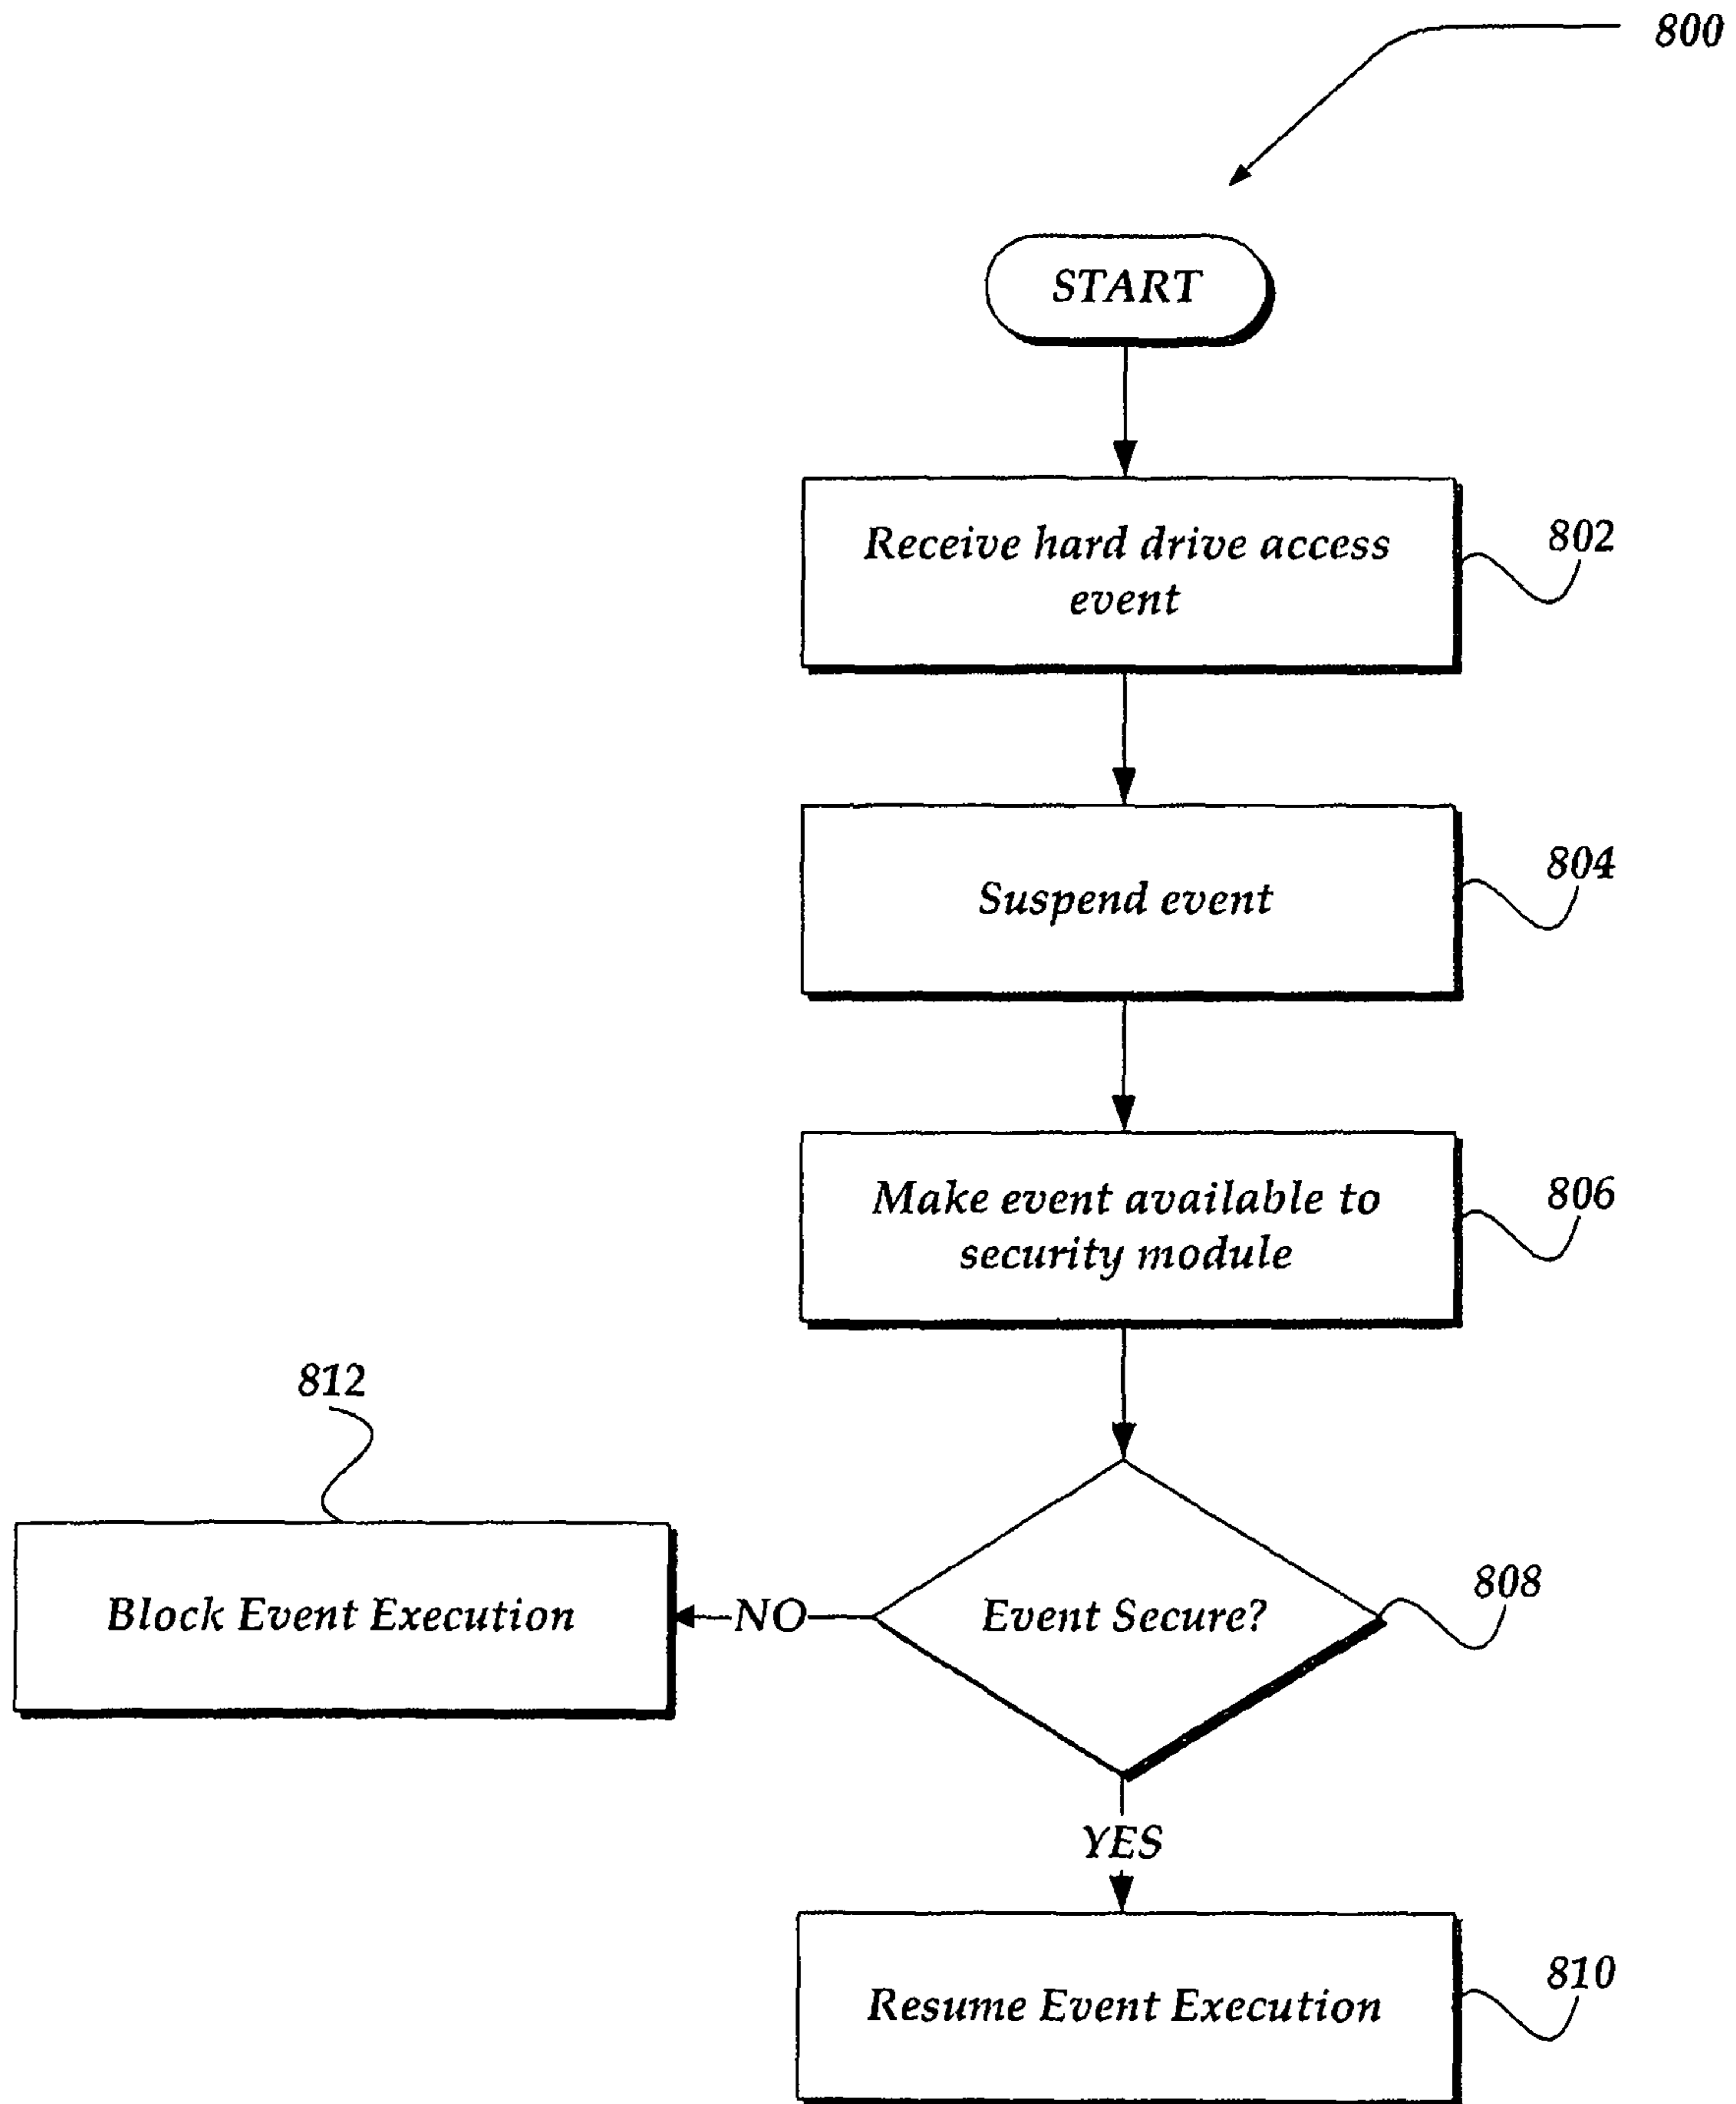 800
START
Receive hard drive access
event
802
Suspend event
804
Make event available to
security module
806
812
Block Event Execution
NO
Event Secure?
808
YES
Resume Event Execution
810